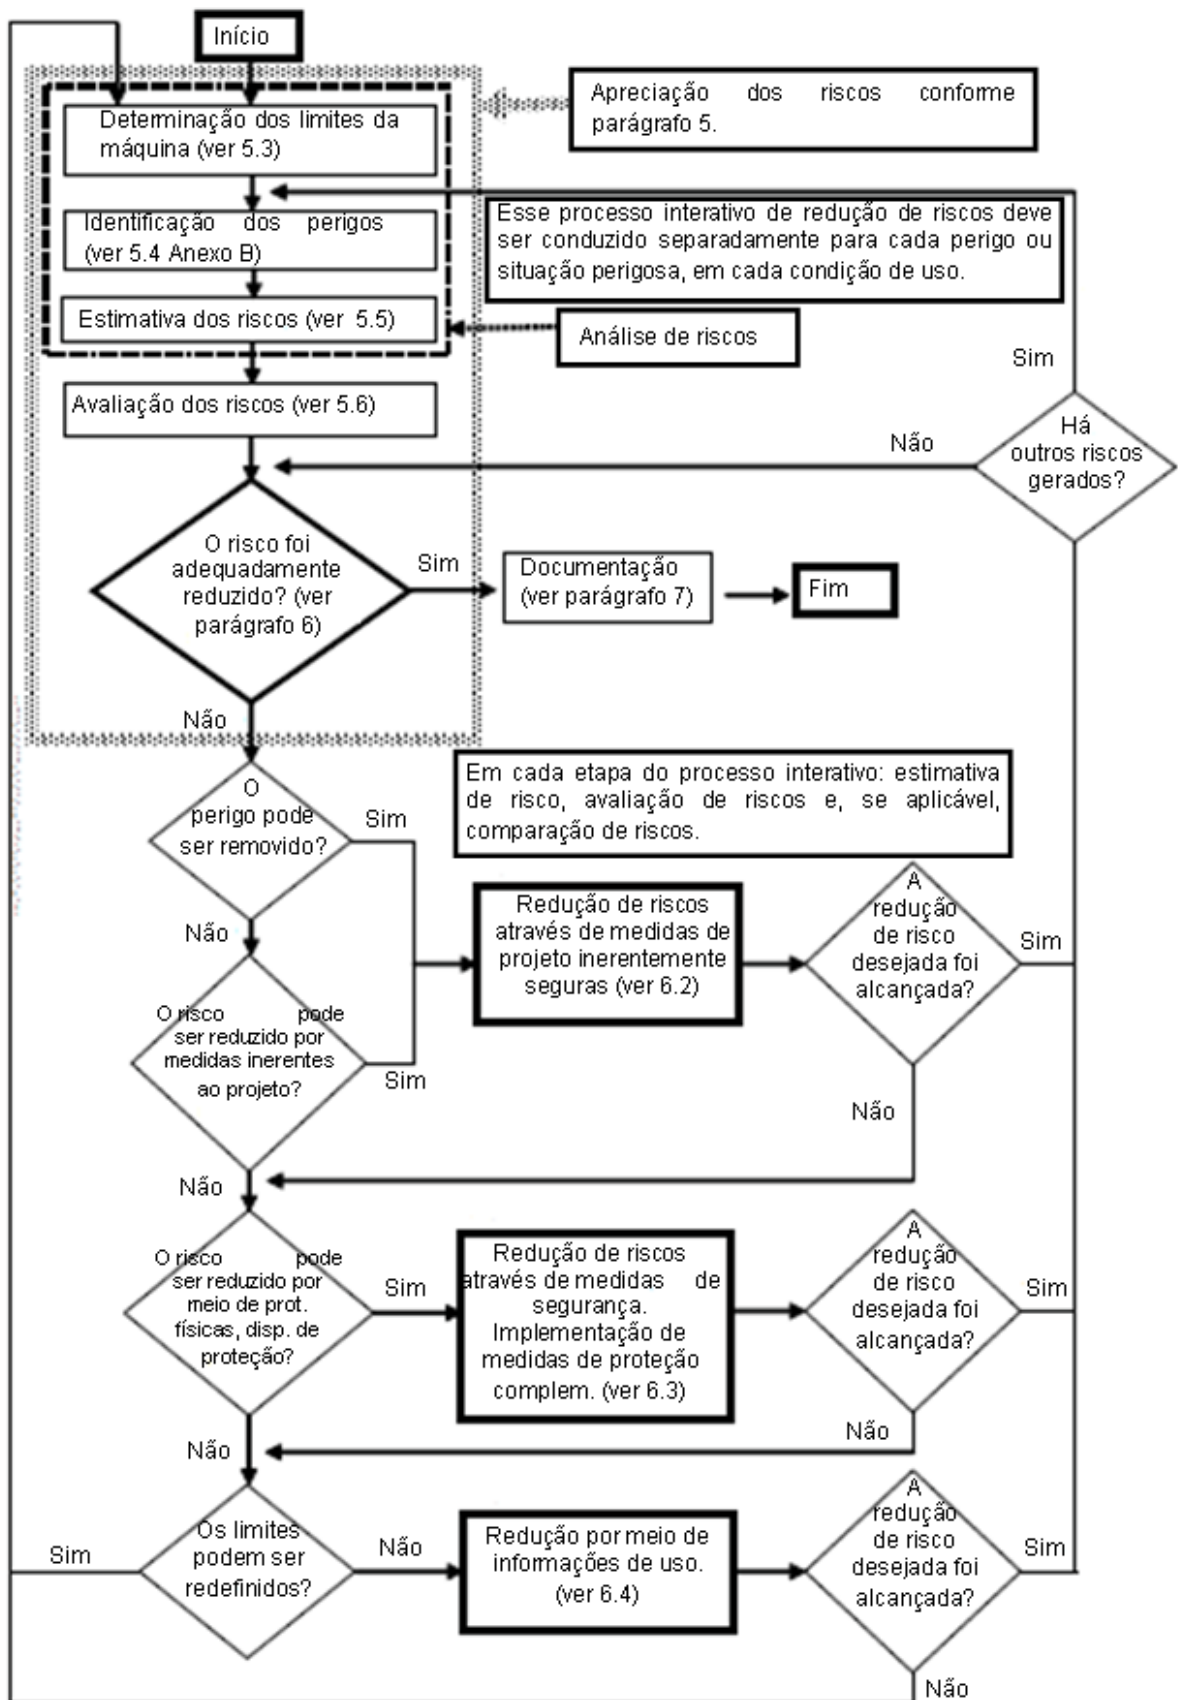 Início
Apreciação dos riscos conforme
parágrafo 5.
Determinação dos limites da
máquina (ver 5.3)
Identificação dos perigos
(ver 5.4 Anexo B)
Esse processo interativo de redução de riscos deve
ser conduzido separadamente para cada perigo ou
situação perigosa, em cada condição de uso.
Estimativa dos riscos (ver 5.5)
Análise de riscos
Sim
Avaliação dos riscos (ver 5.6)
Não
Há
outros riscos
gerados?
O risco foi
adequadamente
reduzido? (ver
parágrafo 6)
Sim
Documentação
(ver parágrafo 7)
Fim
Não
Em cada etapa do processo interativo: estimativa
de risco, avaliação de riscos e, se aplicável,
comparação de riscos.
O
perigo pode
ser removido?
Sim
Não
Redução de riscos
através de medidas de
projeto inerentemente
seguras (ver 6.2)
A
redução
de risco
desejada foi
alcançada?
Sim
O risco pode
ser reduzido por
medidas inerentes
ao projeto?
Sim
Não
Não
O risco pode
ser reduzido por
meio de prot.
físicas, disp. de
proteção?
Sim
Redução de riscos
através de medidas de
segurança.
Implementação de
medidas de proteção
complem. (ver 6.3)
A
redução
de risco
desejada foi
alcançada?
Sim
Não
Não
Os limites
podem ser
redefinidos?
Sim
Não
Redução por meio de
informações de uso.
(ver 6.4)
A
redução
de risco
desejada foi
alcançada?
Sim
Não